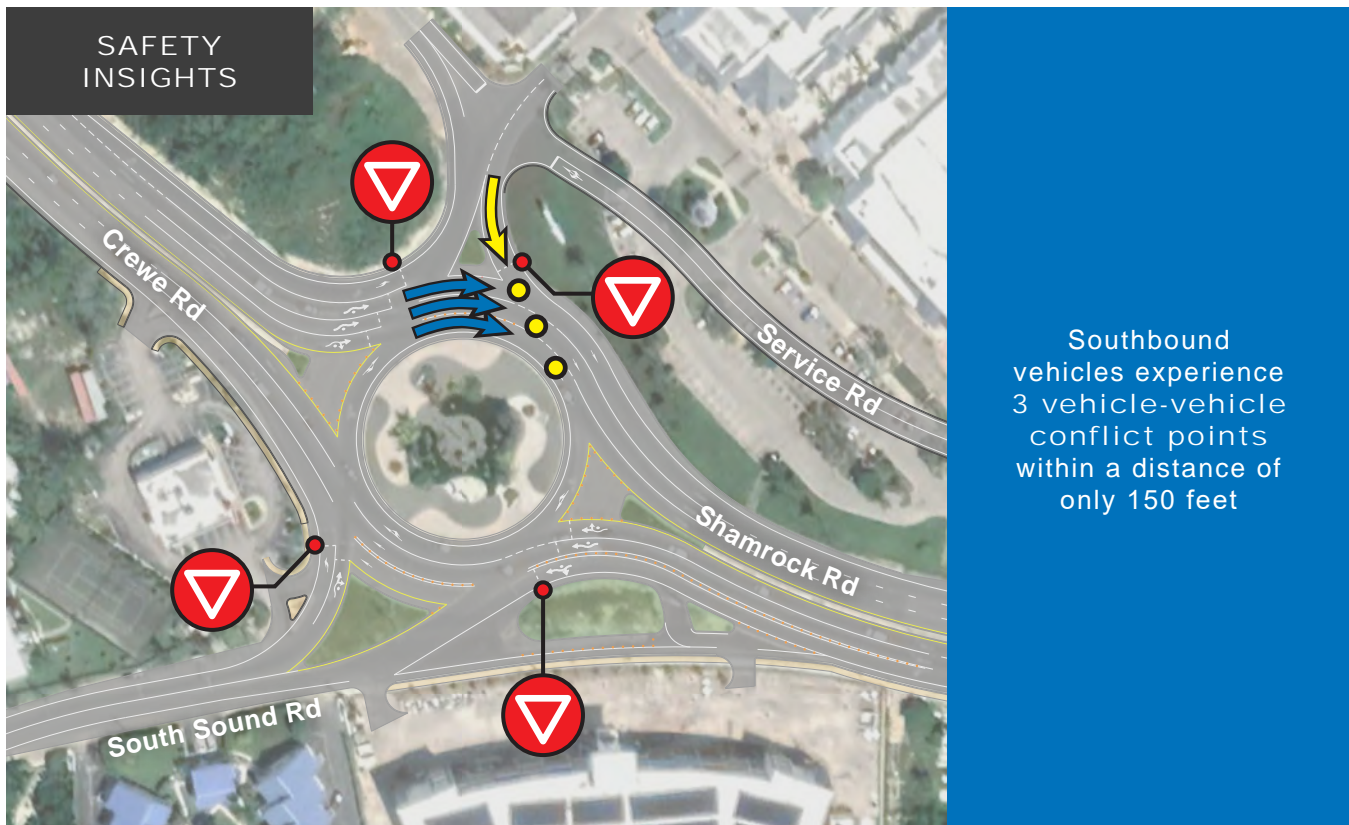 SAFETY
INSIGHTS
Crewe Rd
Service Rd
Shamrock Rd
South Sound Rd
Southbound
vehicles experience
3 vehicle-vehicle
conflict points
within a distance of
only 150 feet